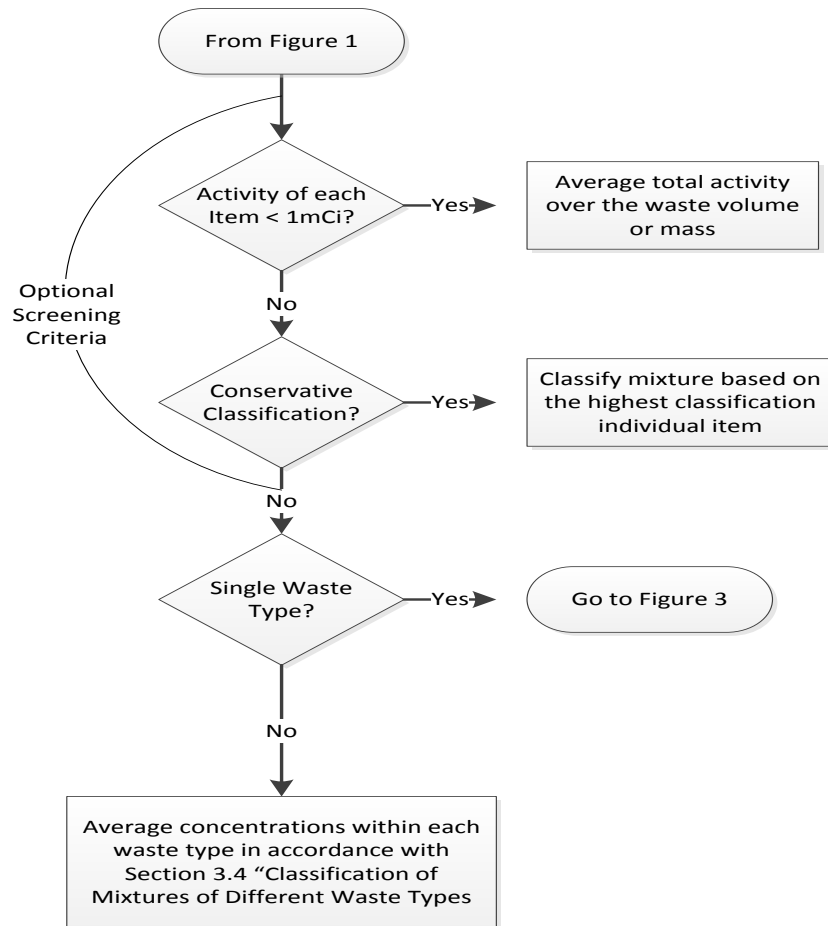 From Figure 1
Activity of each
Item < 1mCi?
Yes
Average total activity
over the waste volume
or mass
Optional
Screening
Criteria
No
Conservative
Classification?
Yes
Classify mixture based on
the highest classification
individual item
No
Single Waste
Type?
Yes
Go to Figure 3
No
Average concentrations within each
waste type in accordance with
Section 3.4 “Classification of
Mixtures of Different Waste Types